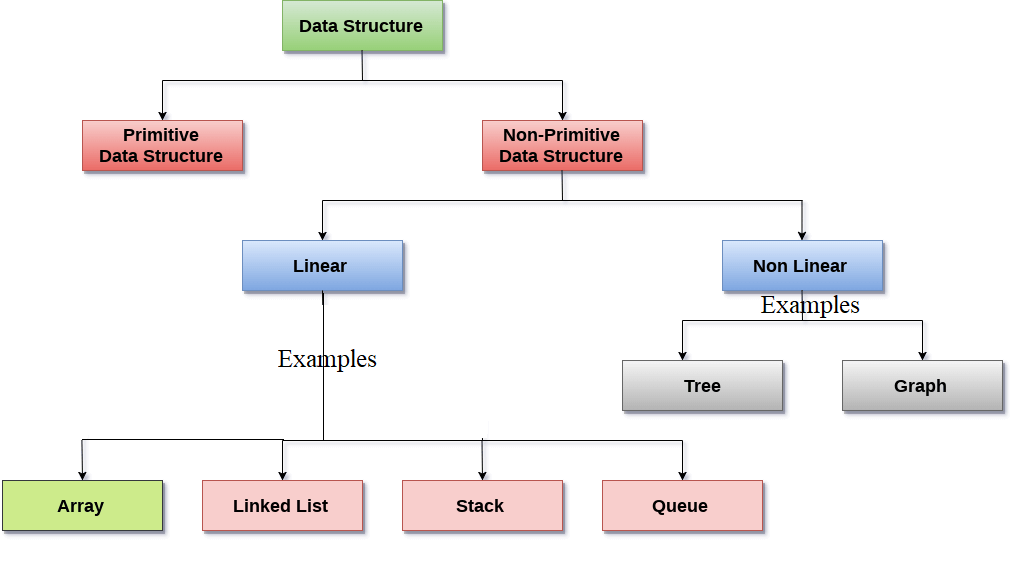 Data Structure
Primitive
Data Structure
Non-Primitive
Data Structure
Linear
Non Linear
Examples
Examples
Tree
Graph
Array
Linked List
Stack
Queue